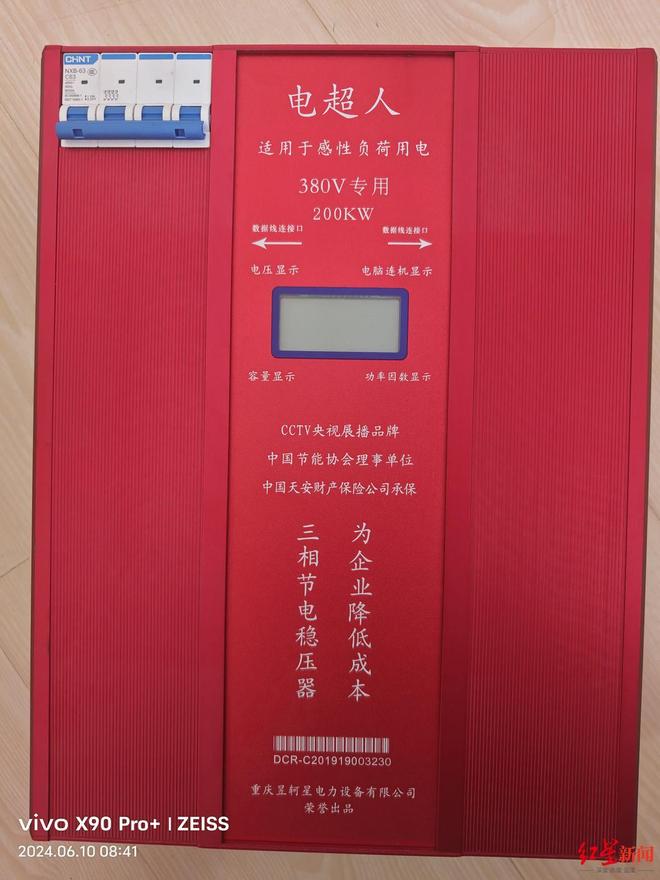 CHNT
NXB-63
C63
电超人
适用于感性负荷用电
380V专用
200KW
数据线连接口 数据线连接口
电压显示 电脑连机显示
容量显示 功率因数显示
CCTV央视展播品牌
中国节能协会理事单位
中国天安财产保险公司承保
为企业降低成本
三相节电稳压器
DCR-C201919003230
重庆昱轲星电力设备有限公司
荣誉出品
vivo X90 Pro+ | ZEISS
2024.06.10 08:41
红星新闻